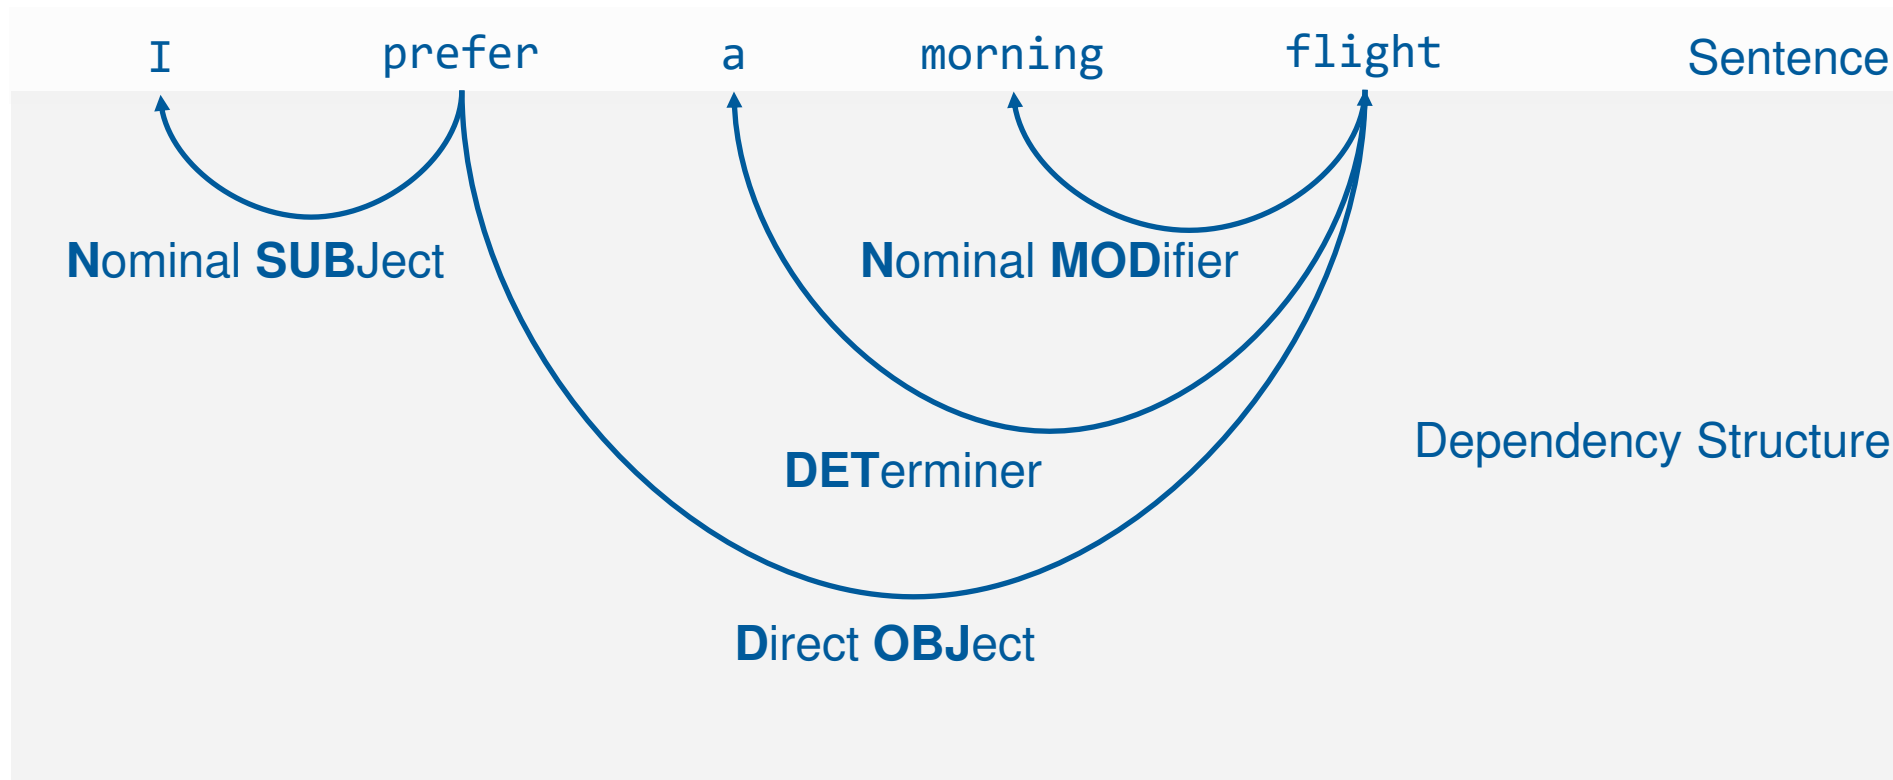 I prefer a morning flight Sentence
Nominal SUBJect Nominal MODifier
Dependency Structure
DETerminer
Direct OBJect